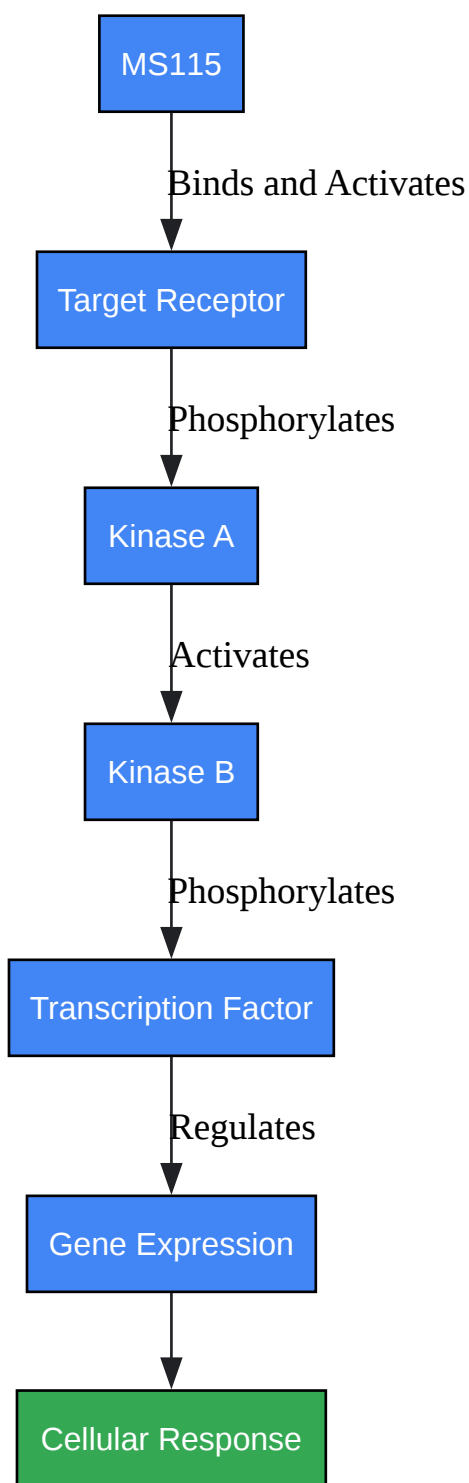 MS115
Binds and Activates
Target Receptor
Phosphorylates
Kinase A
Activates
Kinase B
Phosphorylates
Transcription Factor
Regulates
Gene Expression
Cellular Response